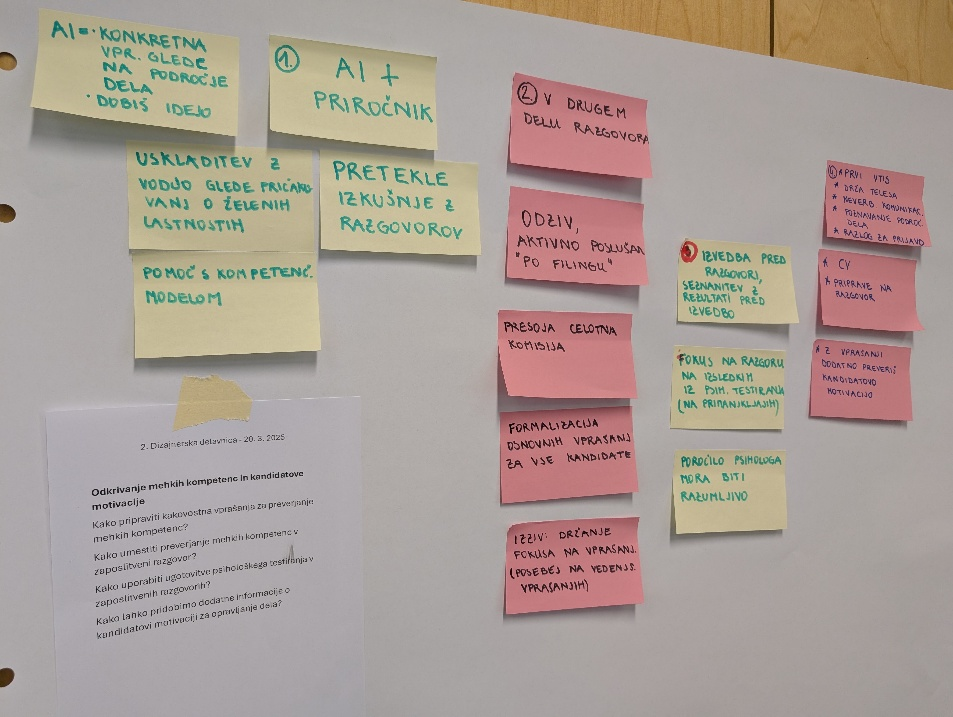 AI = · KONKRETNA
VPR. GLEDE
NA PODROČJE
DELA
· DOBIŠ IDEJO
1. AI +
PRIROČNIK
USKLADITEV Z
VODJO GLEDE PRIČAKO
VANJ O ŽELENIH
LASTNOSTIH
PRETEKLE
IZKUŠNJE Z
RAZGOVOROV
POMOČ S KOMPETENČ.
MODELOM
2. Dizajnerska delavnica - 20. 3. 2025
Odkrivanje mehkih kompetenc in kandidatove
motivacije
Kako pripraviti kakovostna vprašanja za preverjanje
mehkih kompetenc?
Kako umestiti preverjanje mehkih kompetenc v
zaposlitveni razgovor?
Kako uporabiti ugotovitve psihološkega testiranja v
zaposlitvenih razgovorih?
Kako lahko pridobimo dodatne informacije o
kandidatovi motivaciji za opravljanje dela?
2. V DRUGEM
DELU RAZGOVORA
ODZIV,
AKTIVNO POSLUŠAN
"PO FILINGU"
PRESOJA CELOTNA
KOMISIJA
FORMALIZACIJA
OSNOVNIH VPRAŠANJ
ZA VSE KANDIDATE
IZZIV: DRŽANJE
FOKUSA NA VPRAŠANJ.
(POSEBEJ NA VEDENJS.
VPRAŠANJIH)
3. IZVEDBA PRED
RAZGOVORJ,
SEZNANITEV Z
REZULTATI PRED
IZVEDBO
FOKUS NA RAZGORU
NA IZSLEDKIH
IZ PSIH. TESTIRANJA
(NA PRIMANJKLJAJIH)
POROČILO PSIHOLOGA
MORA BITI
RAZUMLJIVO
4. * PRVI VTIS
* DRŽA TELESA
* NEVERB KOMUNIKAC.
* POZNAVANJE PODROČ.
DELA
* RAZLOG ZA PRIJAVO
* CV
* PRIPRAVE NA
RAZGOVOR
* Z VPRAŠANJI
DODATNO PREVERIŠ
KANDIDATOVO
MOTIVACIJO